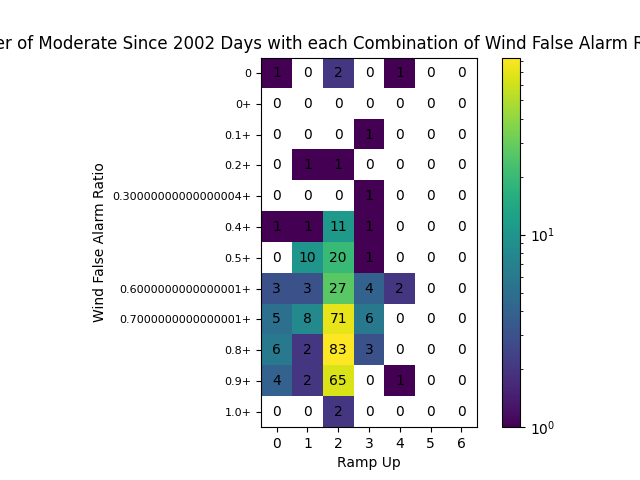 of Moderate Since 2002 Days with each Combination of Wind False Alarm
Wind False Alarm Ratio
0 1 0 2 0 1 0 0
0+ 0 0 0 0 0 0 0
0.1+ 0 0 0 1 0 0 0
0.2+ 0 1 1 0 0 0 0
0.30000000000000004+ 0 0 0 1 0 0 0
0.4+ 1 1 11 1 0 0 0
0.5+ 0 10 20 1 0 0 0
0.6000000000000001+ 3 3 27 4 2 0 0
0.7000000000000001+ 5 8 71 6 0 0 0
0.8+ 6 2 83 3 0 0 0
0.9+ 4 2 65 0 1 0 0
1.0+ 0 0 2 0 0 0 0
0 1 2 3 4 5 6
Ramp Up
10¹
10⁰